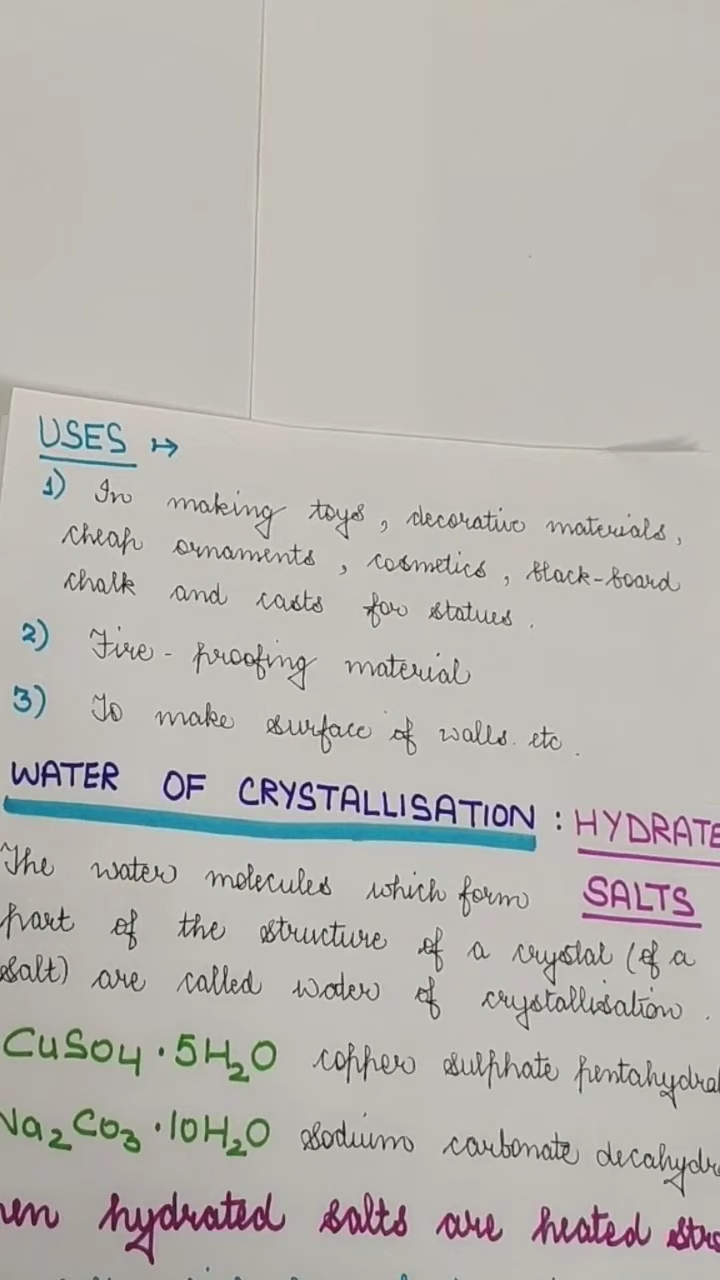 USES ↦
1) In making toys, decorative materials,
cheap ornaments, cosmetics, black-board
chalk and casts for statues.
2) Fire-proofing material
3) To make surface of walls. etc.
WATER OF CRYSTALLISATION : HYDRATE
SALTS
The water molecules which form
part of the structure of a crystal (of a
salt) are called water of crystallisation.
CuSO4·5H2O copper sulphate pentahydra
Na2CO3·10H2O sodium carbonate decahydr
hydrated salts are heated